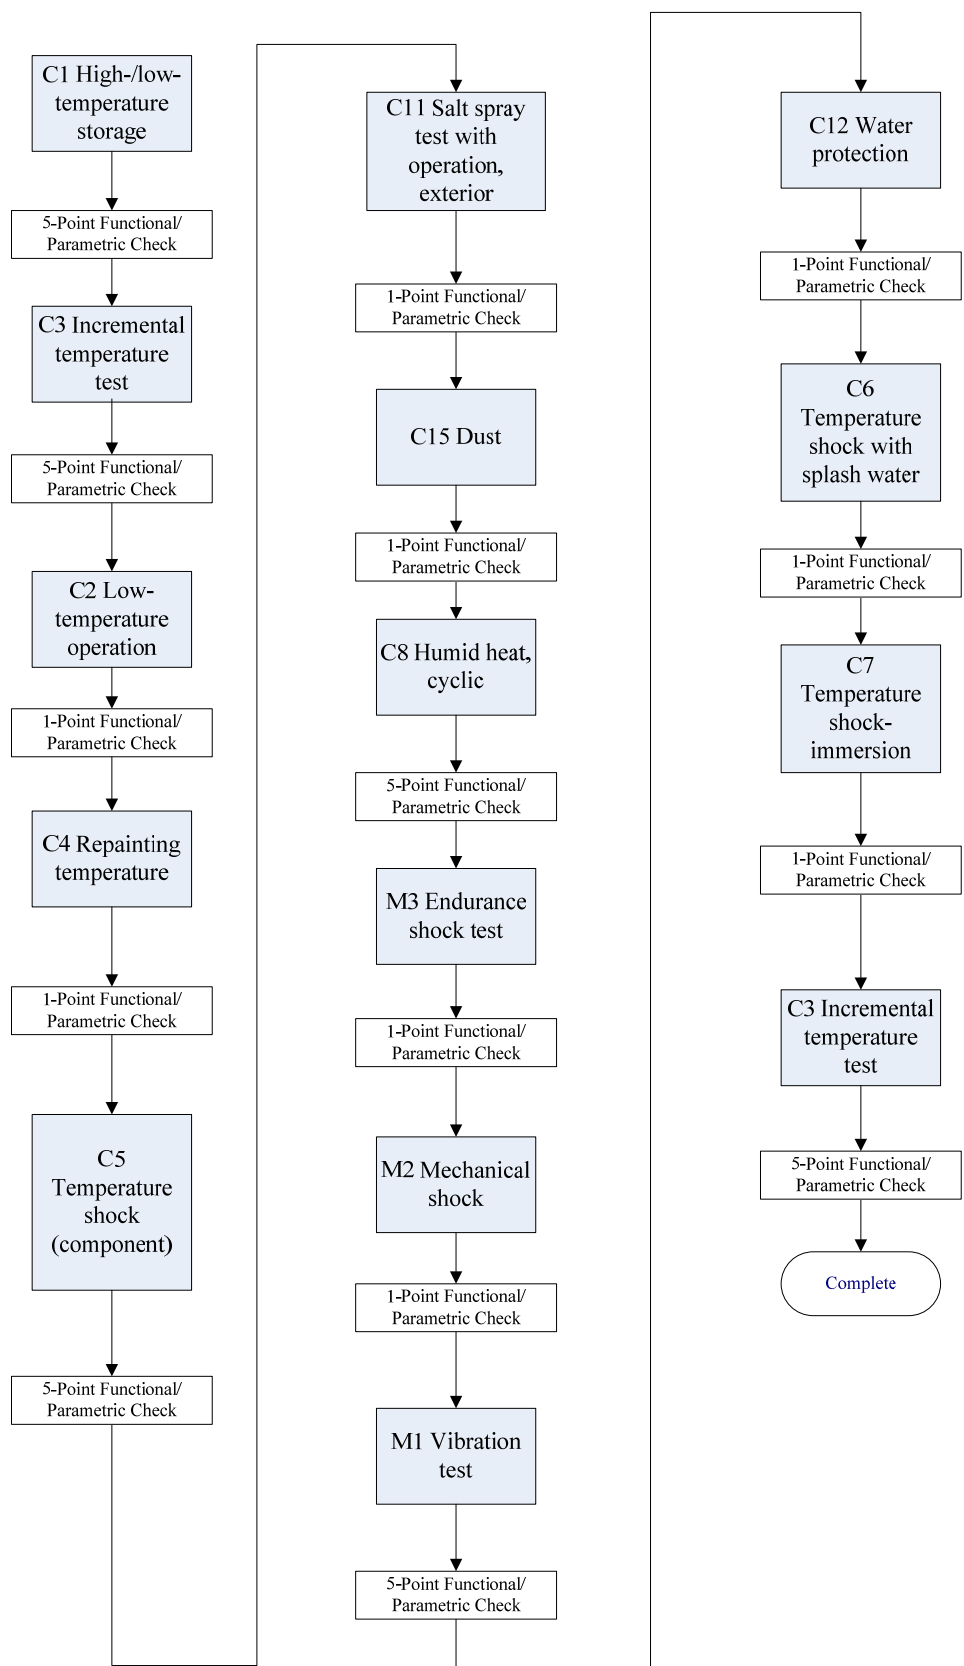 C1 High-/low-
temperature
storage
5-Point Functional/
Parametric Check
C3 Incremental
temperature
test
5-Point Functional/
Parametric Check
C2 Low-
temperature
operation
1-Point Functional/
Parametric Check
C4 Repainting
temperature
1-Point Functional/
Parametric Check
C5
Temperature
shock
(component)
5-Point Functional/
Parametric Check
C11 Salt spray
test with
operation,
exterior
1-Point Functional/
Parametric Check
C15 Dust
1-Point Functional/
Parametric Check
C8 Humid heat,
cyclic
5-Point Functional/
Parametric Check
M3 Endurance
shock test
1-Point Functional/
Parametric Check
M2 Mechanical
shock
1-Point Functional/
Parametric Check
M1 Vibration
test
5-Point Functional/
Parametric Check
C12 Water
protection
1-Point Functional/
Parametric Check
C6
Temperature
shock with
splash water
1-Point Functional/
Parametric Check
C7
Temperature
shock-
immersion
1-Point Functional/
Parametric Check
C3 Incremental
temperature
test
5-Point Functional/
Parametric Check
Complete